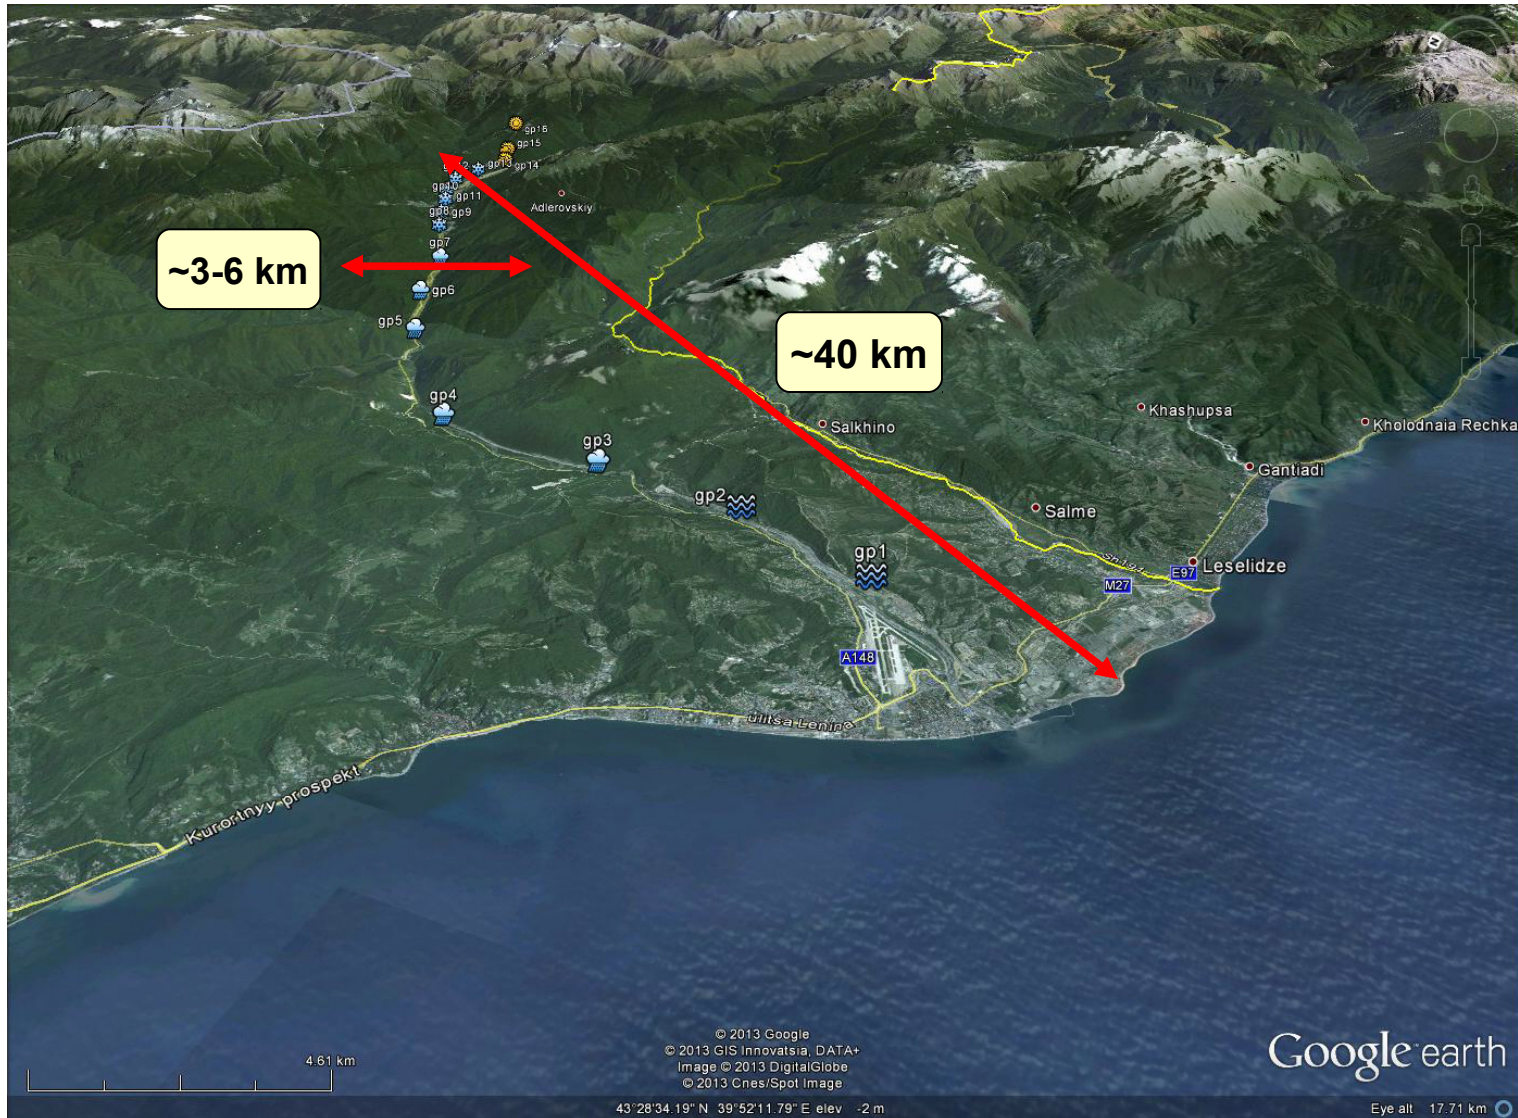 N
gp16
gp15
gp12
gp13
gp14
gp10
gp11
Adlerovskiy
gp8
gp9
gp7
~3-6 km
gp6
gp5
~40 km
gp4
Khashupsa
Salkhino
Kholodnaia Rechka
gp3
Gantiadi
gp2
Salme
gp1
Leselidze
E97
M27
A148
ulitsa Lenina
Kurortnyy prospekt
© 2013 Google
© 2013 GIS Innovatsia, DATA+
Image © 2013 DigitalGlobe
© 2013 Cnes/Spot Image
4.61 km
Google earth
43°28'34.19" N 39°52'11.79" E elev -2 m
Eye alt 17.71 km